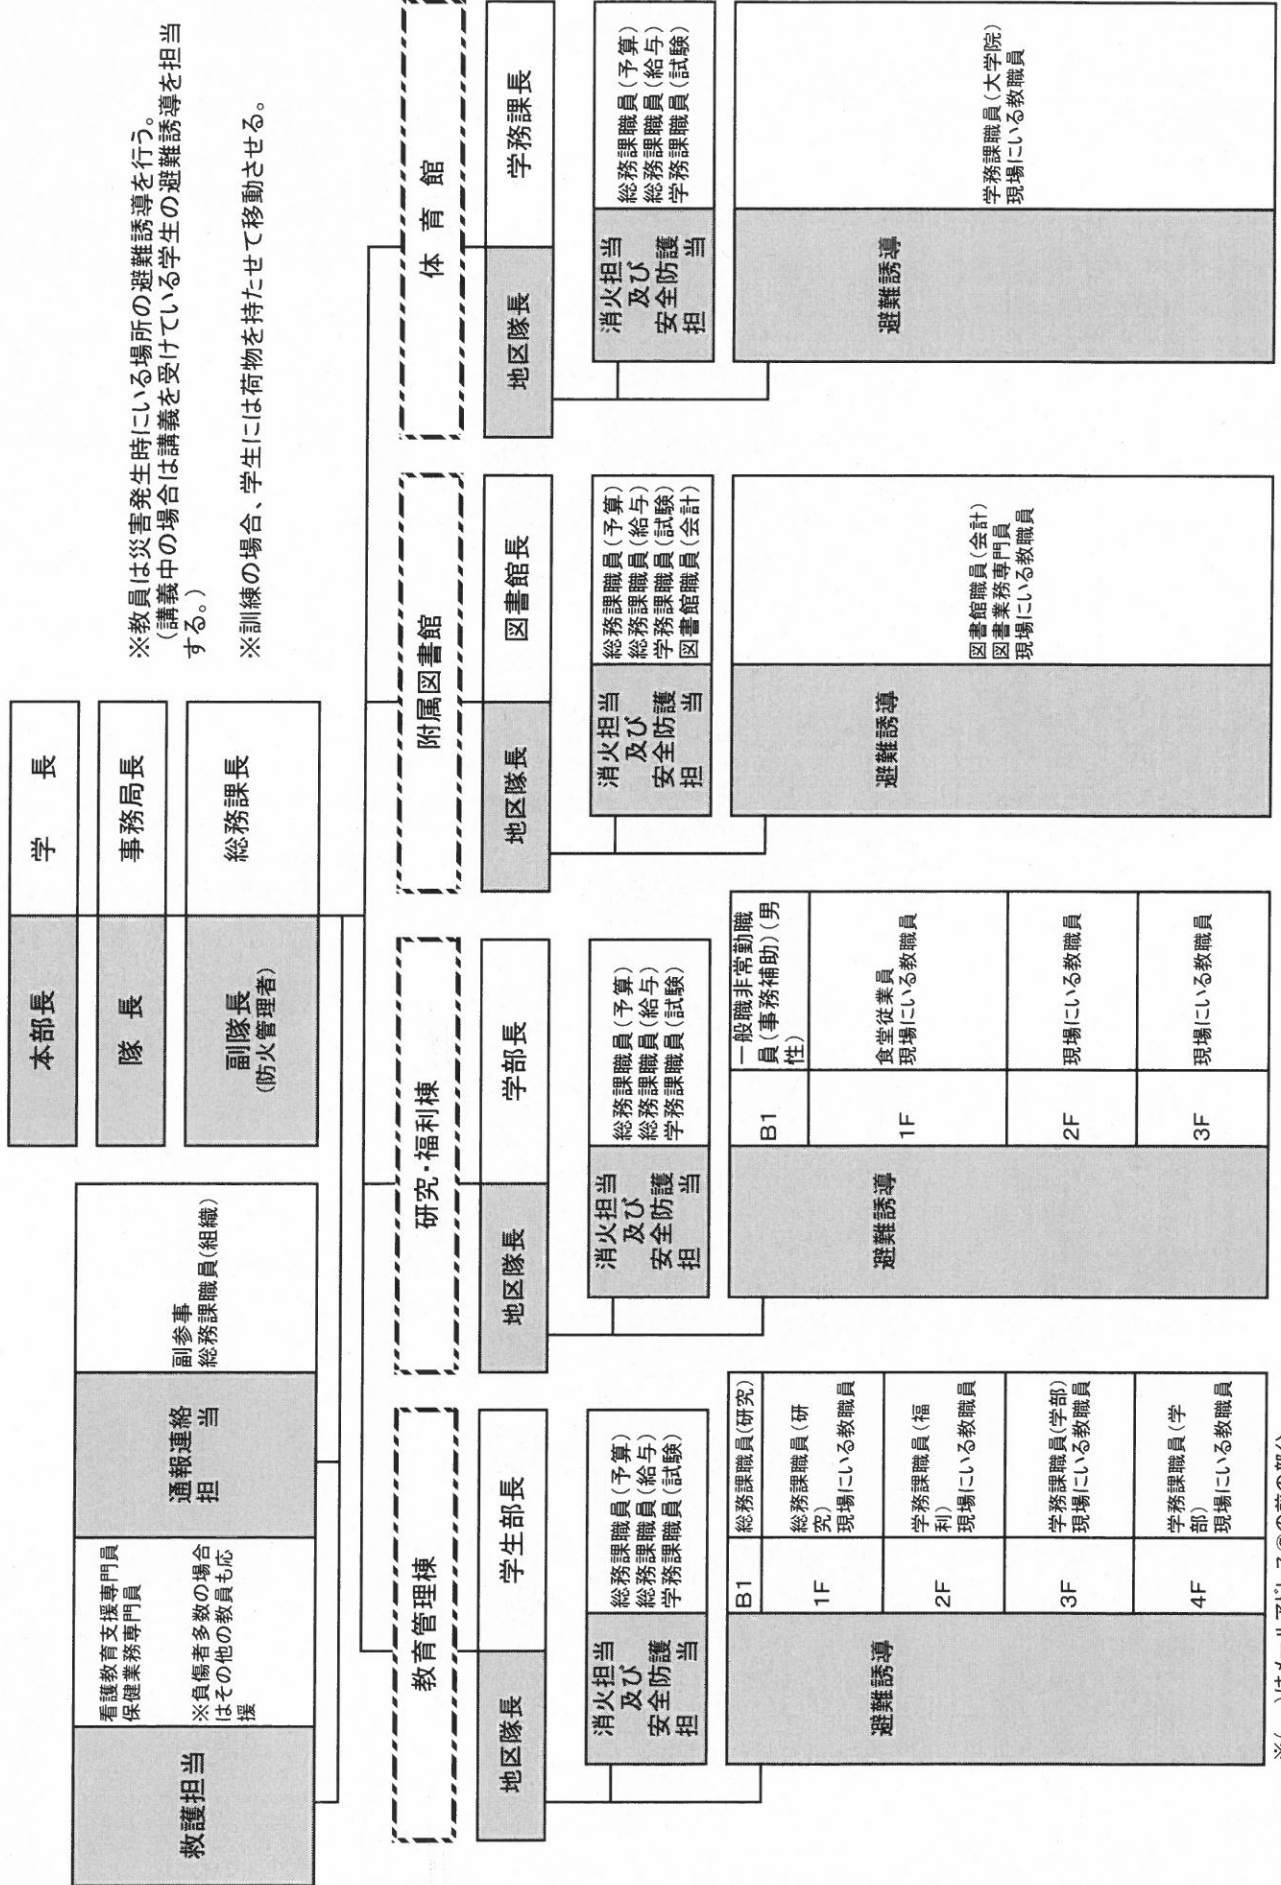 本部長
学　長
隊　長
事務局長
副隊長
(防火管理者)
総務課長
※教員は災害発生時にいる場所の避難誘導を行う。
(講義中の場合は講義を受けている学生の避難誘導を担当
する。)
※訓練の場合、学生には荷物を持たせて移動させる。
救護担当
看護教育支援専門員
保健業務専門員
※負傷者多数の場合
はその他の教員も応
援
通報連絡
担　当
副参事
総務課職員(組織)
教育管理棟
地区隊長
学生部長
消火担当
及び
安全防護
担　当
総務課職員(予算)
総務課職員(給与)
学務課職員(試験)
避難誘導
B1
総務課職員(研究)
1F
総務課職員(研
究)
現場にいる教職員
2F
学務課職員(福
利)
現場にいる教職員
3F
学務課職員(学部)
現場にいる教職員
4F
学務課職員(学
部)
現場にいる教職員
研究・福利棟
地区隊長
学部長
消火担当
及び
安全防護
担　当
総務課職員(予算)
総務課職員(給与)
学務課職員(試験)
避難誘導
B1
一般職非常勤職
員(事務補助)(男
性)
1F
食堂従業員
現場にいる教職員
2F
現場にいる教職員
3F
現場にいる教職員
附属図書館
地区隊長
図書館長
消火担当
及び
安全防護
担　当
総務課職員(予算)
総務課職員(給与)
学務課職員(試験)
図書館職員(会計)
避難誘導
図書館職員(会計)
図書業務専門員
現場にいる教職員
体 育 館
地区隊長
学務課長
消火担当
及び
安全防護
担　当
総務課職員(予算)
総務課職員(給与)
学務課職員(試験)
避難誘導
学務課職員(大学院)
現場にいる教職員
※(　)はメールアドレス@の前の部分